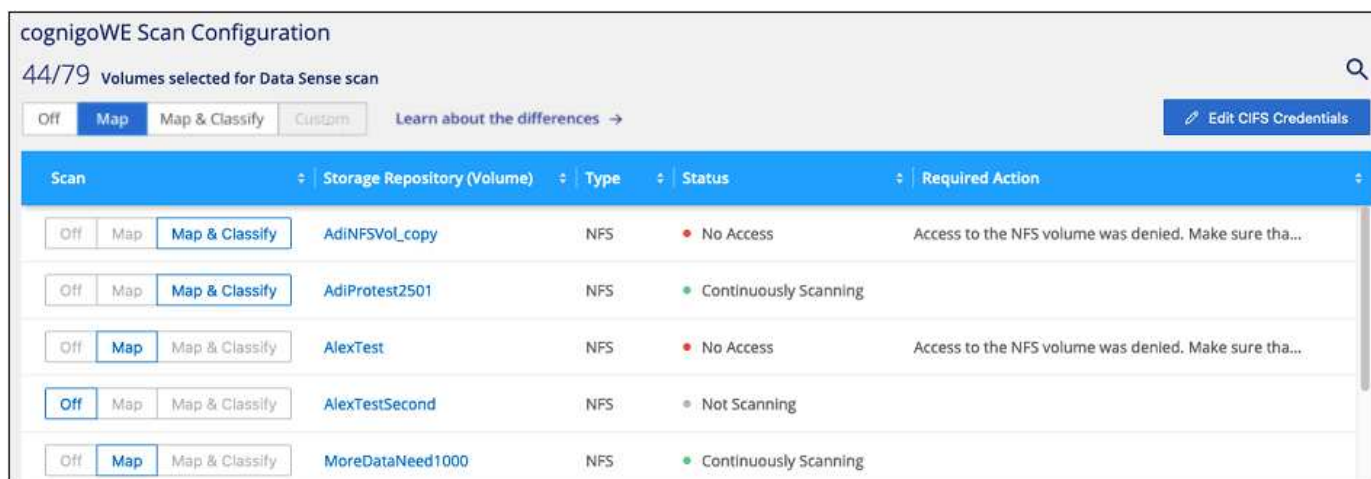 cognigoWE Scan Configuration
44/79 Volumes selected for Data Sense scan
Off Map Map & Classify Custom Learn about the differences → Edit CIFS Credentials
Scan Storage Repository (Volume) Type Status Required Action
Off Map Map & Classify AdiNFSVol_copy NFS No Access Access to the NFS volume was denied. Make sure tha...
Off Map Map & Classify AdiProtest2501 NFS Continuously Scanning
Off Map Map & Classify AlexTest NFS No Access Access to the NFS volume was denied. Make sure tha...
Off Map Map & Classify AlexTestSecond NFS Not Scanning
Off Map Map & Classify MoreDataNeed1000 NFS Continuously Scanning